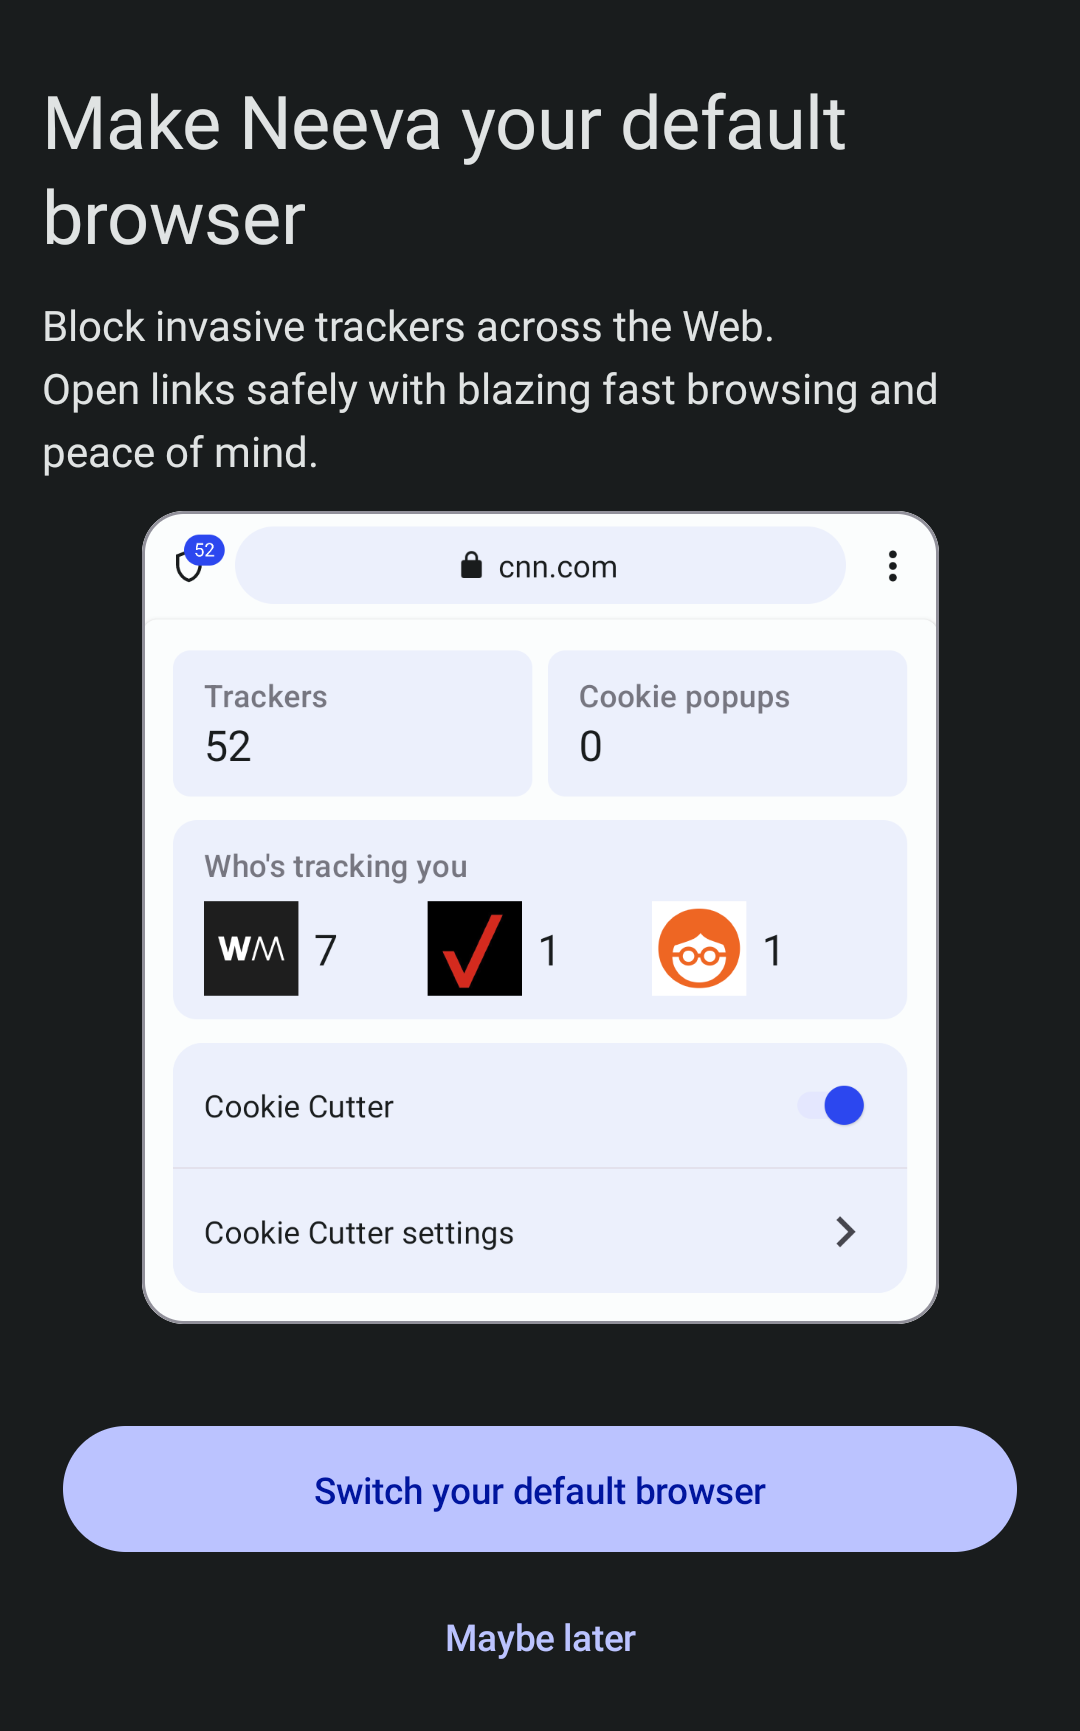 Make Neeva your default
browser
Block invasive trackers across the Web.
Open links safely with blazing fast browsing and
peace of mind.
52
cnn.com
Trackers
52
Cookie popups
0
Who's tracking you
WM 7
1
1
Cookie Cutter
Cookie Cutter settings
Switch your default browser
Maybe later